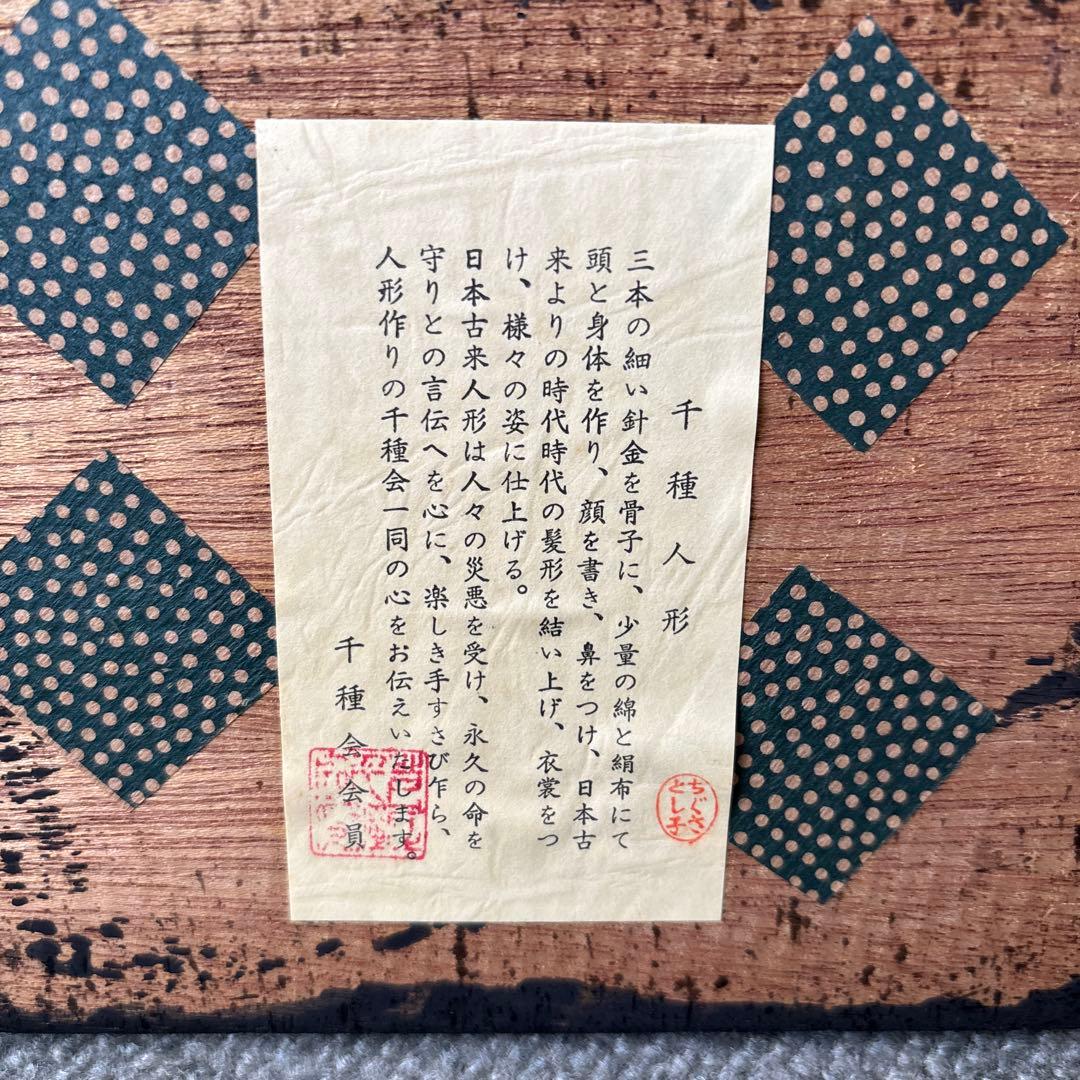 千種人形
三本の細い針金を骨子に、少量の綿と絹布にて
頭と身体を作り、顔を書き、鼻をつけ、日本古
来よりの時代時代の髪形を結い上げ、衣裳をつ
け、様々の姿に仕上げる。
日本古来人形は人々の災悪を受け、永久の命を
守りとの言伝へを心に、楽しき手すさび乍ら、
人形作りの千種会一同の心をお伝えいたします。
千種会会員
ちぐさ
とし子